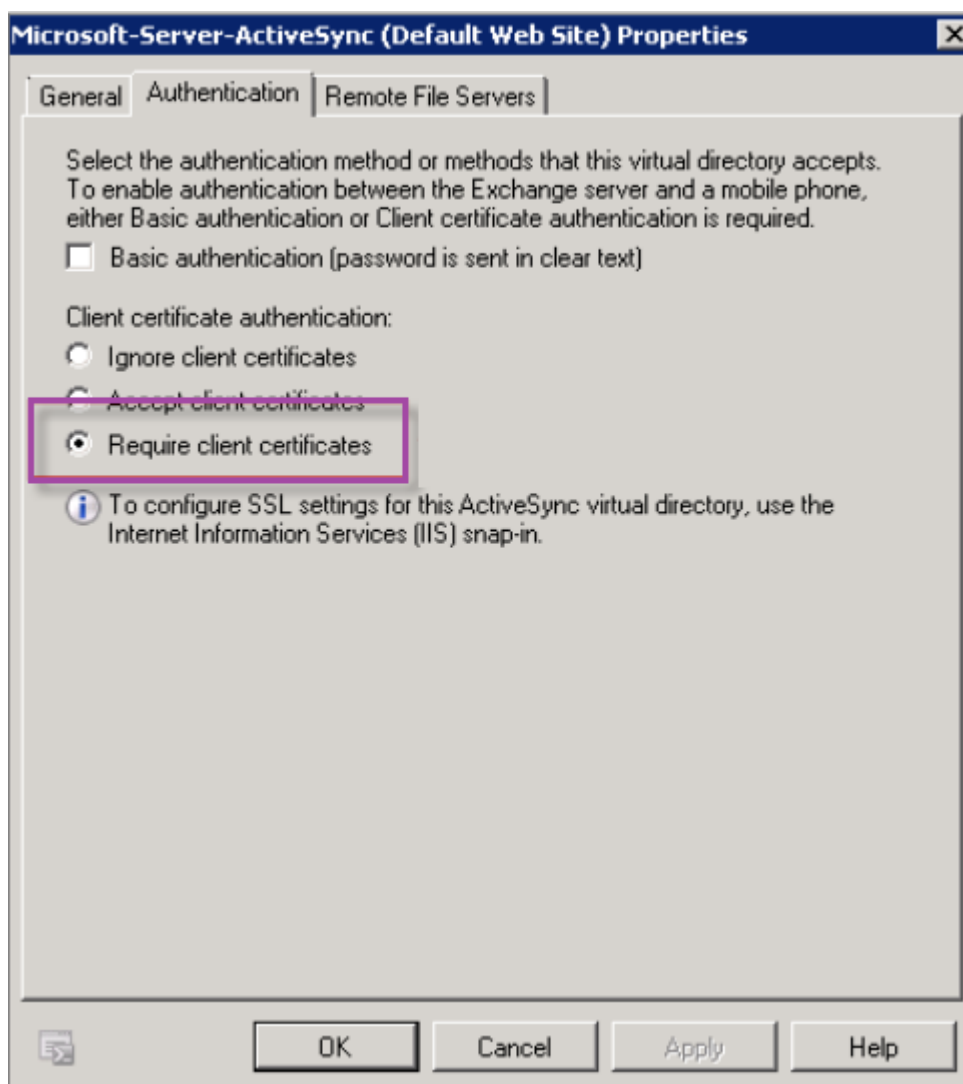 Microsoft-Server-ActiveSync (Default Web Site) Properties
General Authentication Remote File Servers
Select the authentication method or methods that this virtual directory accepts.
To enable authentication between the Exchange server and a mobile phone,
either Basic authentication or Client certificate authentication is required.
Basic authentication (password is sent in clear text)
Client certificate authentication:
Ignore client certificates
Accept client certificates
Require client certificates
To configure SSL settings for this ActiveSync virtual directory, use the
Internet Information Services (IIS) snap-in.
OK Cancel Apply Help